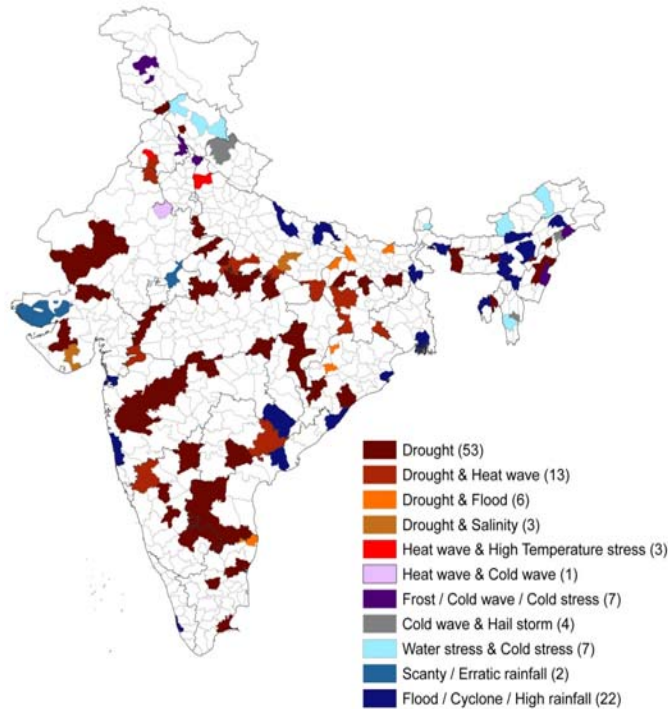 Drought (53)
Drought & Heat wave (13)
Drought & Flood (6)
Drought & Salinity (3)
Heat wave & High Temperature stress (3)
Heat wave & Cold wave (1)
Frost / Cold wave / Cold stress (7)
Cold wave & Hail storm (4)
Water stress & Cold stress (7)
Scanty / Erratic rainfall (2)
Flood / Cyclone / High rainfall (22)